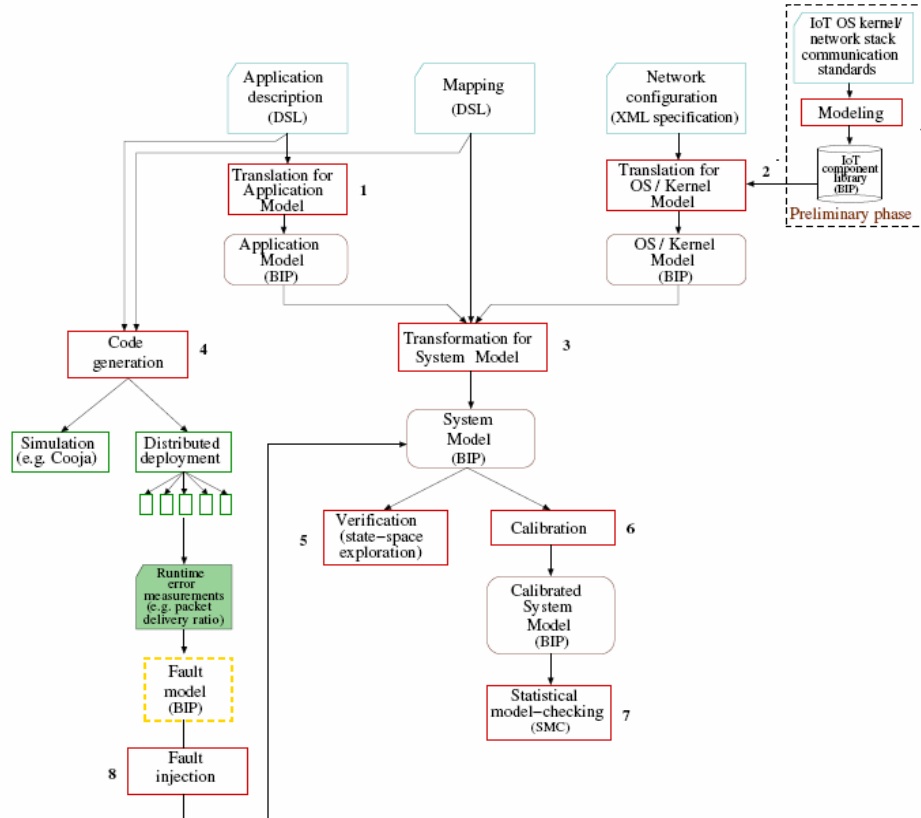 IoT OS kernel/
network stack
communication
standards
Application
description
(DSL)
Mapping
(DSL)
Network
configuration
(XML specification)
Modeling
IoT
component
library
(BIP)
Preliminary phase
Translation for
Application
Model
1
Translation for
OS / Kernel
Model
2
Application
Model
(BIP)
OS / Kernel
Model
(BIP)
Code
generation
4
Transformation for
System Model
3
Simulation
(e.g. Cooja)
Distributed
deployment
System
Model
(BIP)
Verification
(state-space
exploration)
5
Calibration
6
Runtime
error
measurements
(e.g. packet
delivery ratio)
Calibrated
System
Model
(BIP)
Fault
model
(BIP)
Statistical
model-checking
(SMC)
7
Fault
injection
8